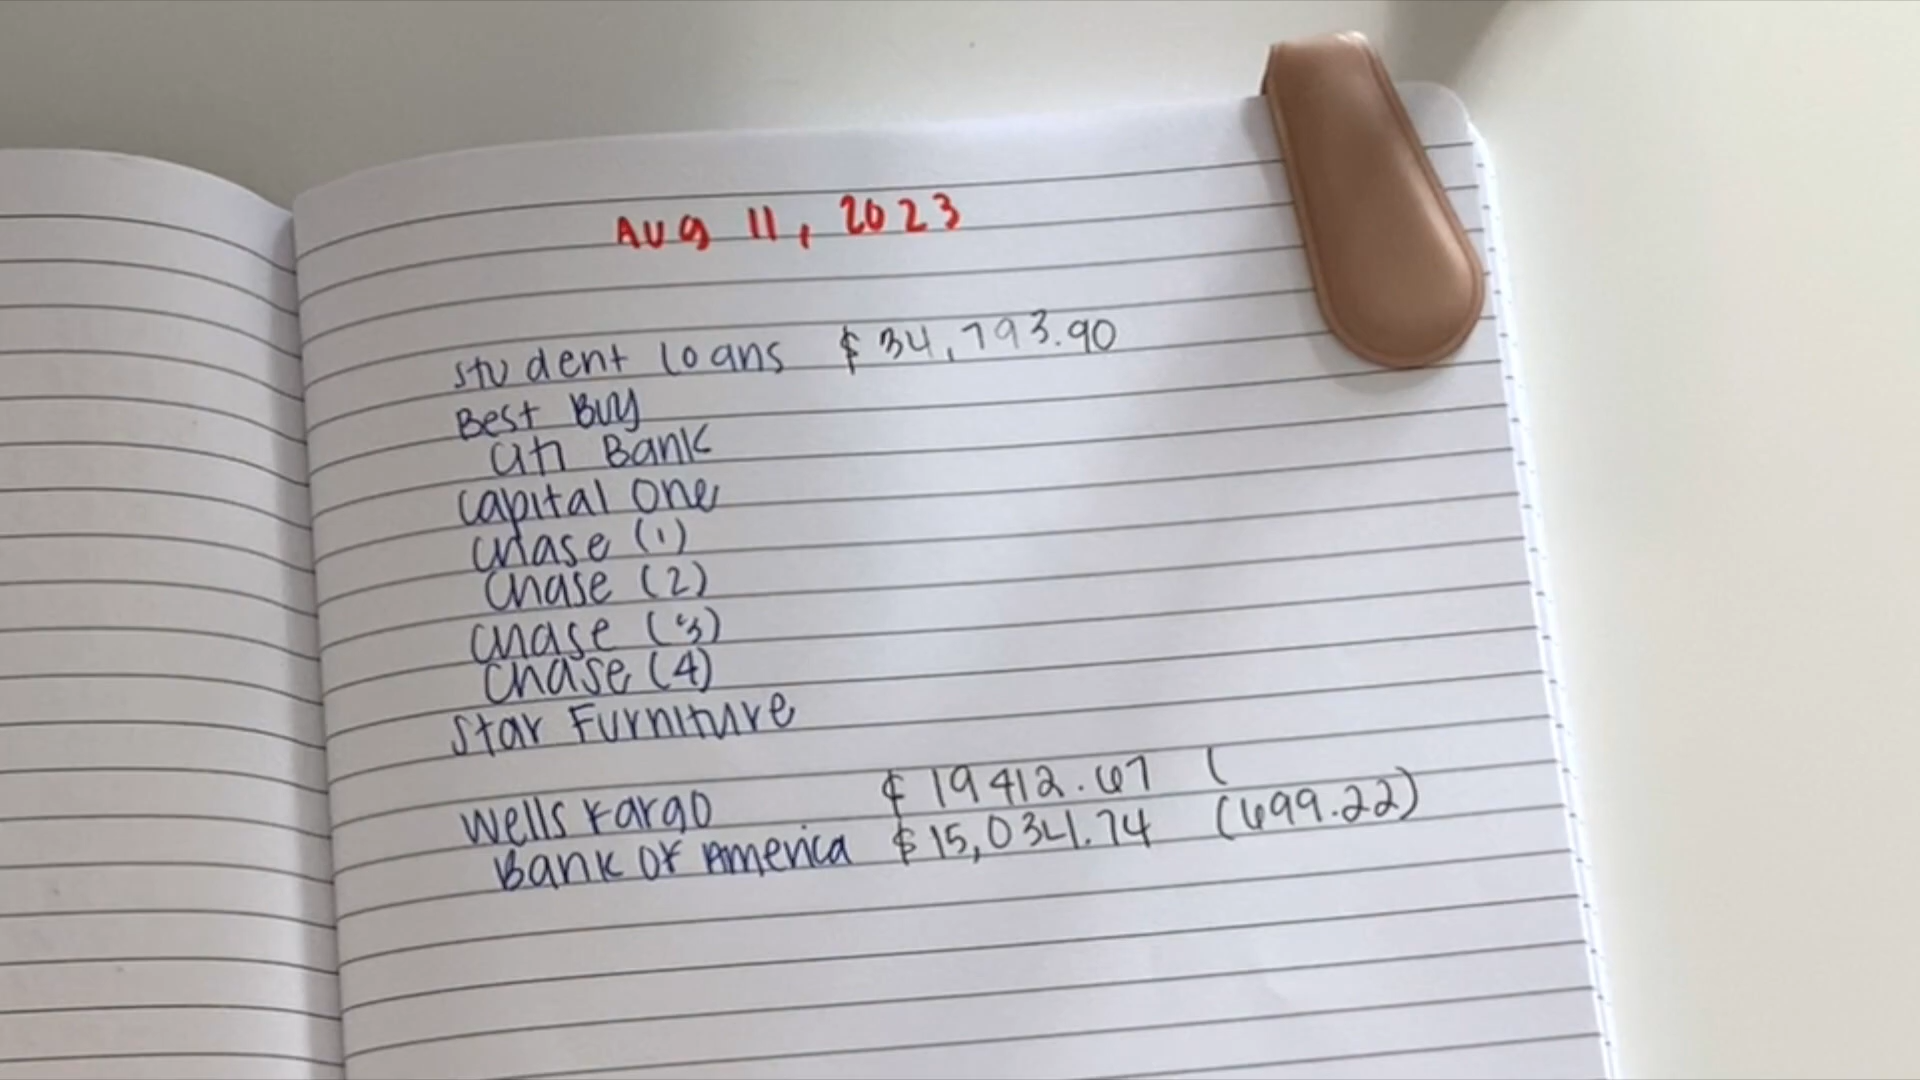 Aug 11, 2023
student loans $34,793.90
Best Buy
Citi Bank
Capital One
Chase (1)
Chase (2)
Chase (3)
Chase (4)
Star Furniture
Wells Fargo $19412.67 (
Bank Of America $15,034.74 (699.22)